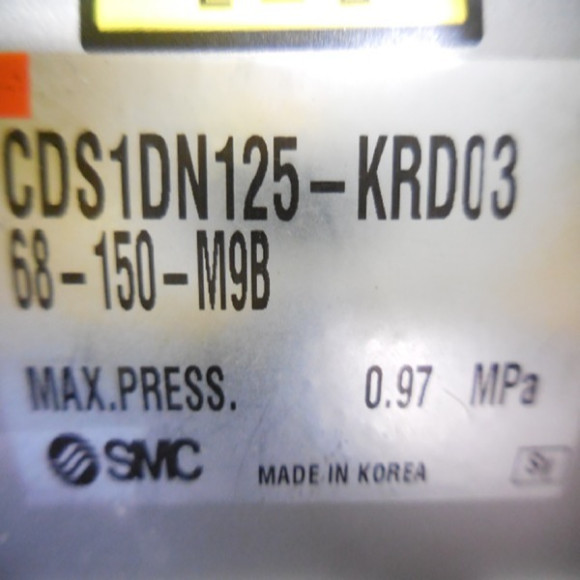 CDS1DN125-KRD03
68-150-M9B
MAX.PRESS. 0.97 MPa
SMC MADE IN KOREA